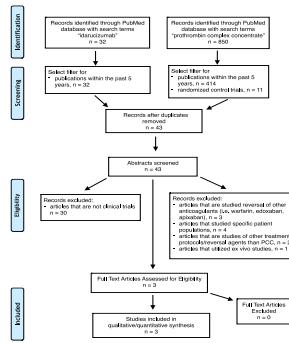 Identification
Records identified through PubMed
database with search terms
"idarucizumab"
n = 32
Records identified through PubMed
database with search terms
"prothrombin complex concentrate"
n = 850
Screening
Select filter for
• publications within the past 5
years, n = 32
Select filter for
• publications within the past 5
years, n = 414
• randomized control trials, n = 11
Records after duplicates
removed
n = 43
Abstracts screened
n = 43
Eligibility
Records excluded:
• articles that are not clinical trials
n = 30
Records excluded:
• articles that are studied reversal of other
anticoagulants (i.e, warfarin, edoxaban,
apixaban), n = 3
• articles that studied specific patient
populations, n = 4
• articles that are studies of other treatment
protocols/reversal agents than PCC, n = 2
• articles that utilized ex vivo studies, n = 1
Full Text Articles Assessed for Eligibility
n = 3
Included
Full Text Articles
Excluded
n = 0
Studies included in
qualitative/quantitative synthesis
n = 3